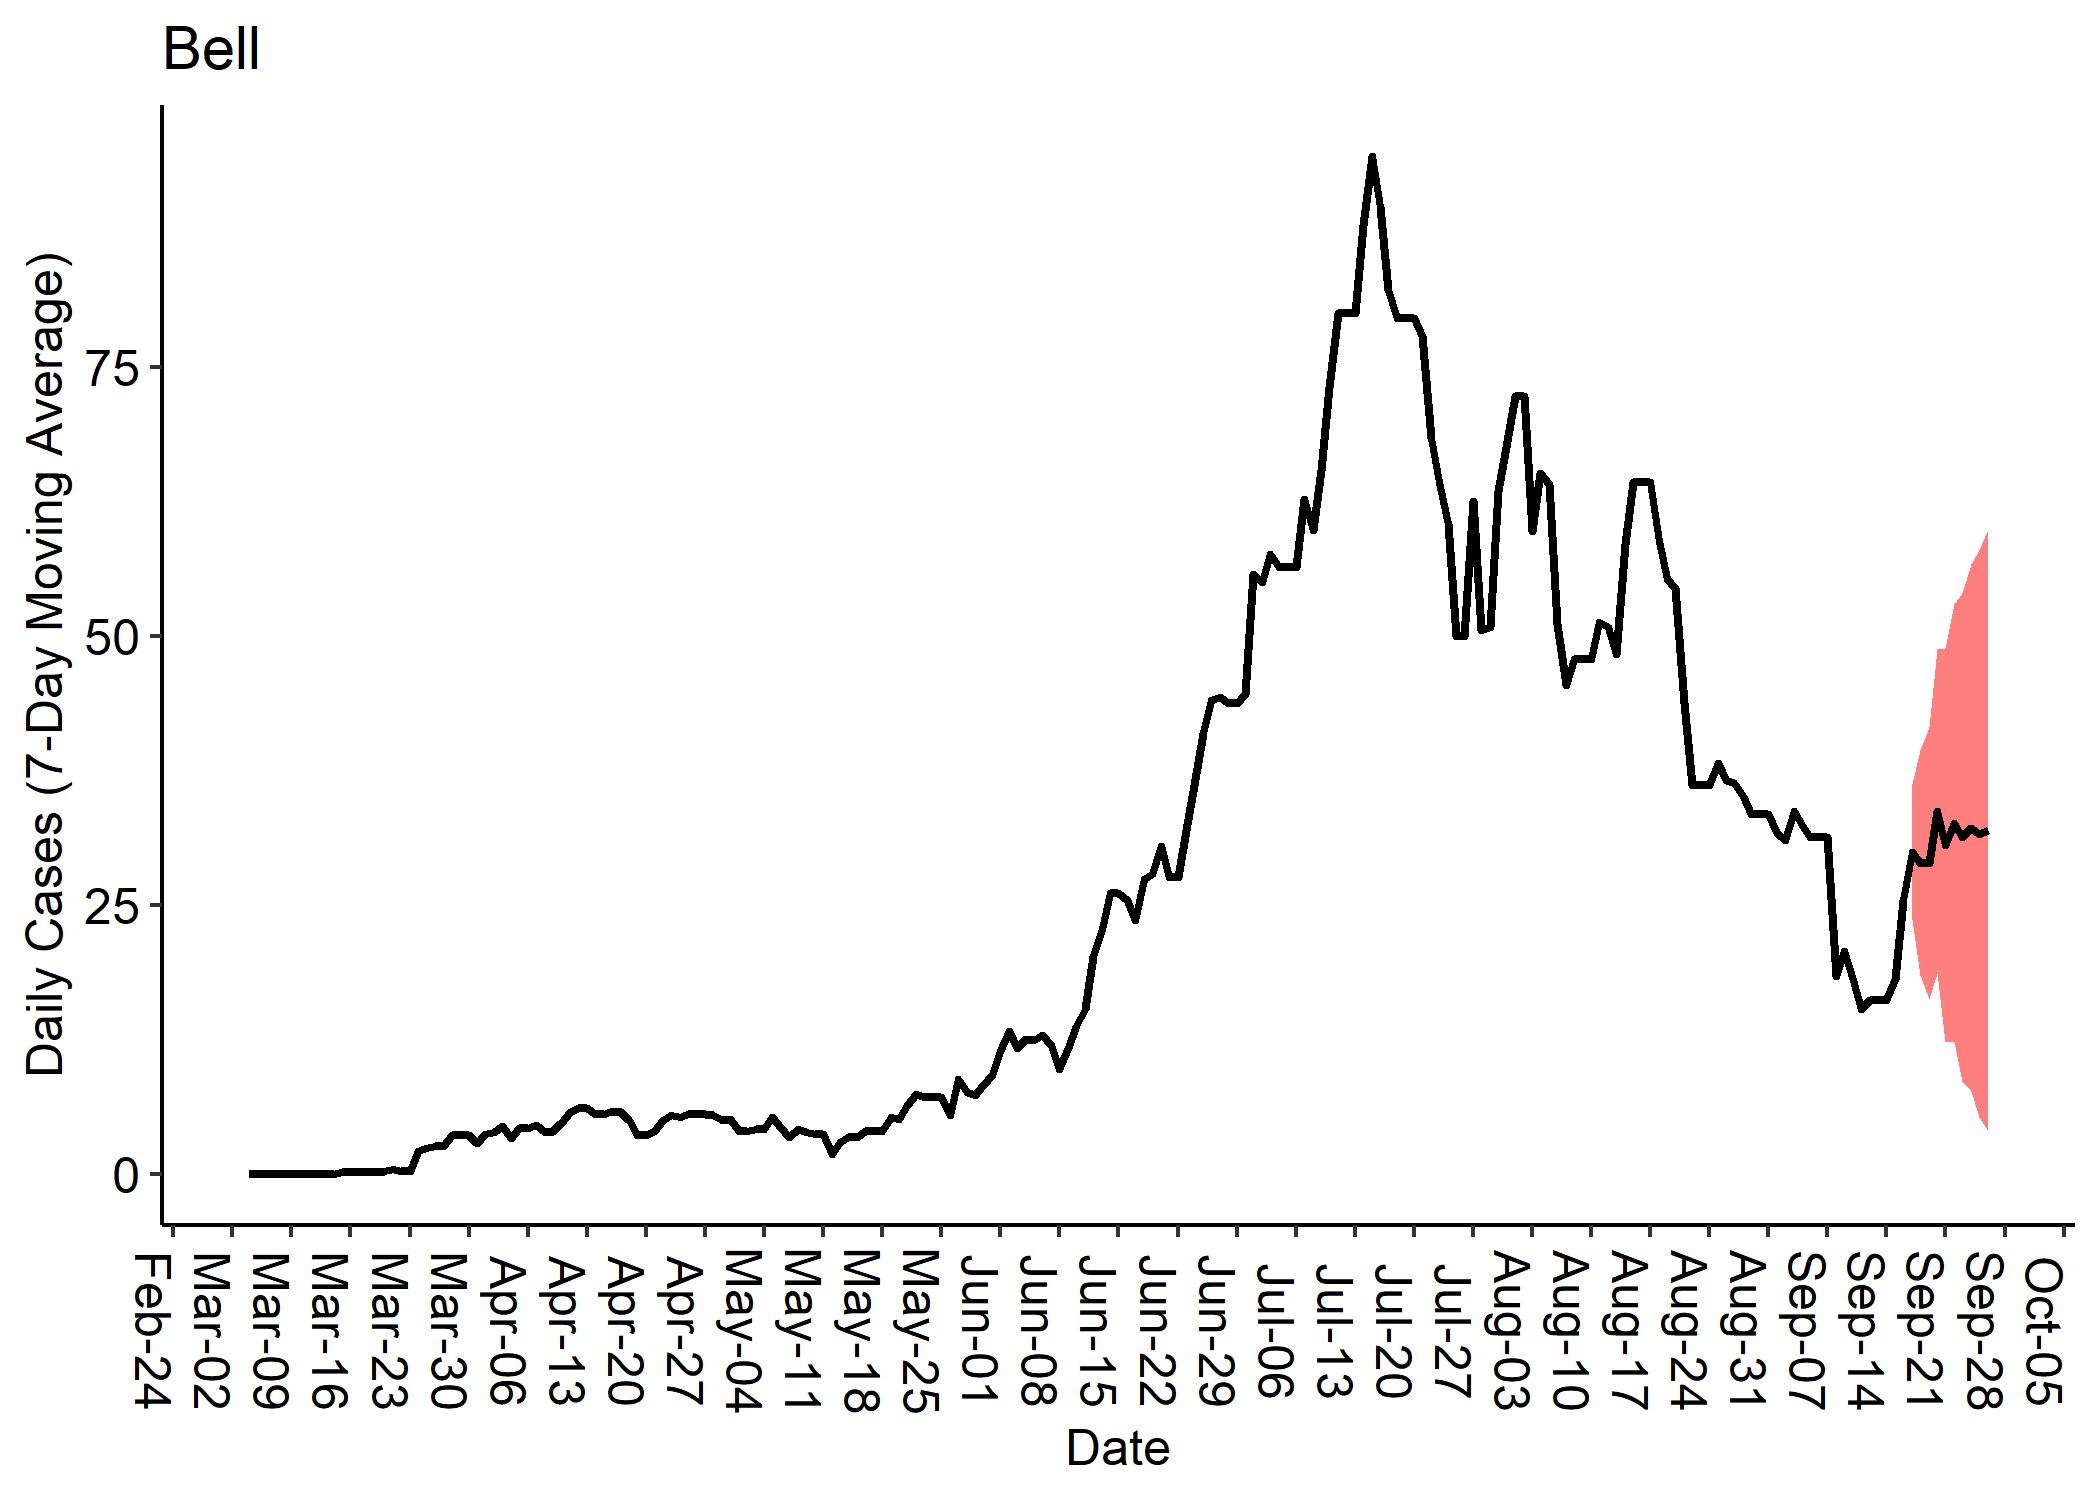 Bell
Daily Cases (7-Day Moving Average)
75
50
25
0
Feb-24
Mar-02
Mar-09
Mar-16
Mar-23
Mar-30
Apr-06
Apr-13
Apr-20
Apr-27
May-04
May-11
May-18
May-25
Jun-01
Jun-08
Jun-15
Jun-22
Jun-29
Jul-06
Jul-13
Jul-20
Jul-27
Aug-03
Aug-10
Aug-17
Aug-24
Aug-31
Sep-07
Sep-14
Sep-21
Sep-28
Oct-05
Date